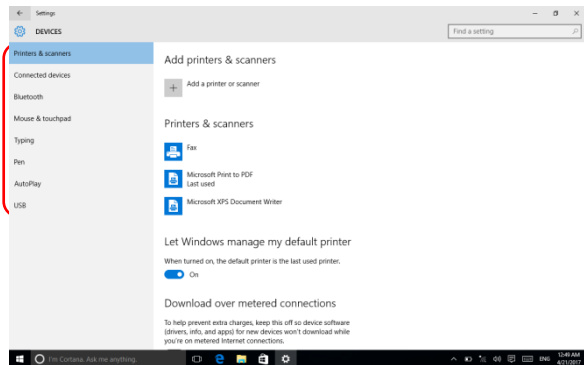 Settings
DEVICES
Find a setting
Printers & scanners
Connected devices
Bluetooth
Mouse & touchpad
Typing
Pen
AutoPlay
USB
Add printers & scanners
Add a printer or scanner
Printers & scanners
Fax
Microsoft Print to PDF
Last used
Microsoft XPS Document Writer
Let Windows manage my default printer
When turned on, the default printer is the last used printer.
On
Download over metered connections
To help prevent extra charges, keep this off so device software
(drivers, info, and apps) for new devices won't download while
you're on metered Internet connections.
I'm Cortana. Ask me anything.
ENG
12:49 AM
4/21/2017